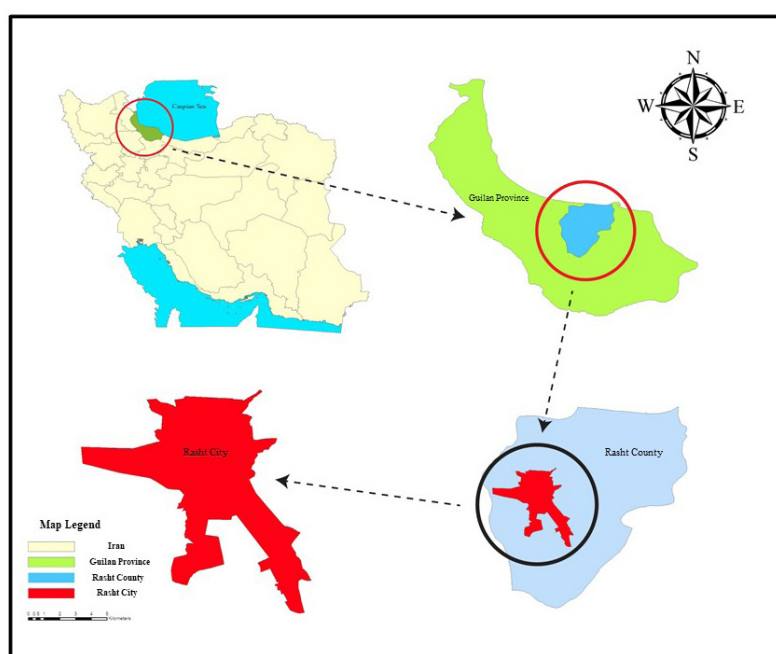 Caspian Sea
N
W
E
S
Guilan Province
Rasht City
Rasht County
Map Legend
Iran
Guilan Province
Rasht County
Rasht City
Kilometers